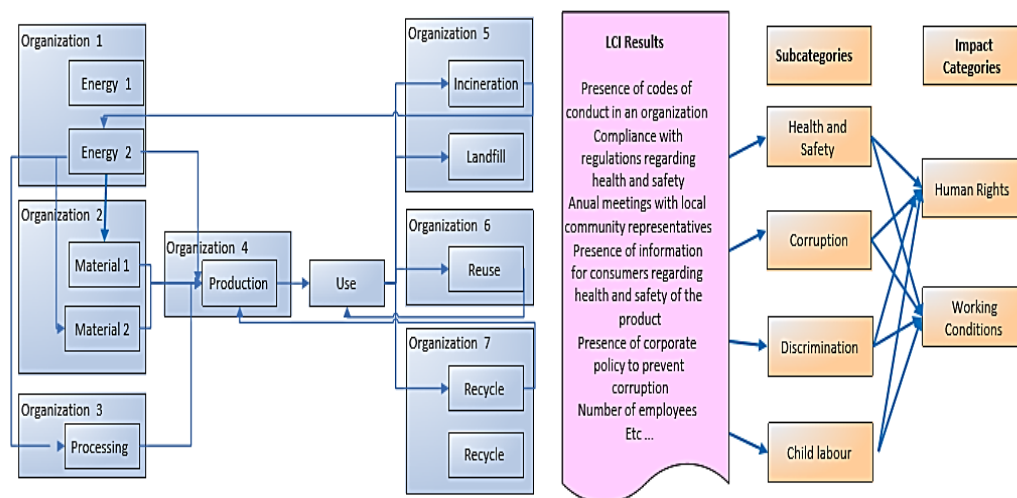 Organization 1
Energy 1
Energy 2
Organization 2
Material 1
Material 2
Organization 3
Processing
Organization 4
Production
Use
Organization 5
Incineration
Landfill
Organization 6
Reuse
Organization 7
Recycle
Recycle
LCI Results
Presence of codes of
conduct in an organization
Compliance with
regulations regarding
health and safety
Anual meetings with local
community representatives
Presence of information
for consumers regarding
health and safety of the
product
Presence of corporate
policy to prevent
corruption
Number of employees
Etc ...
Subcategories
Health and
Safety
Corruption
Discrimination
Child labour
Impact
Categories
Human Rights
Working
Conditions